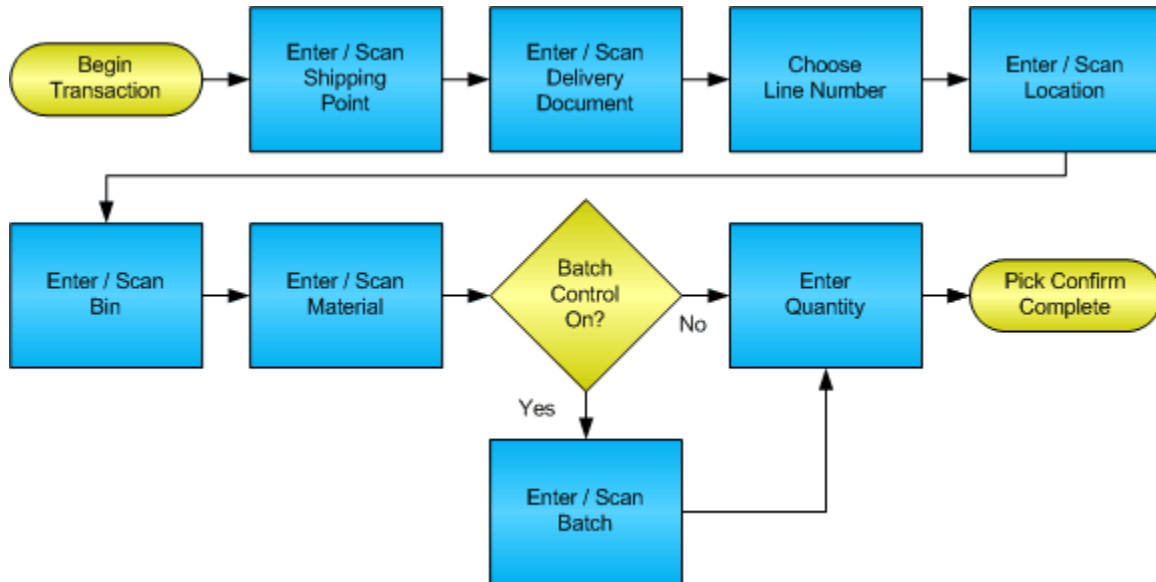 Begin
Transaction
Enter / Scan
Shipping
Point
Enter / Scan
Delivery
Document
Choose
Line Number
Enter / Scan
Location
Enter / Scan
Bin
Enter / Scan
Material
Batch
Control
On?
No
Enter
Quantity
Pick Confirm
Complete
Yes
Enter / Scan
Batch